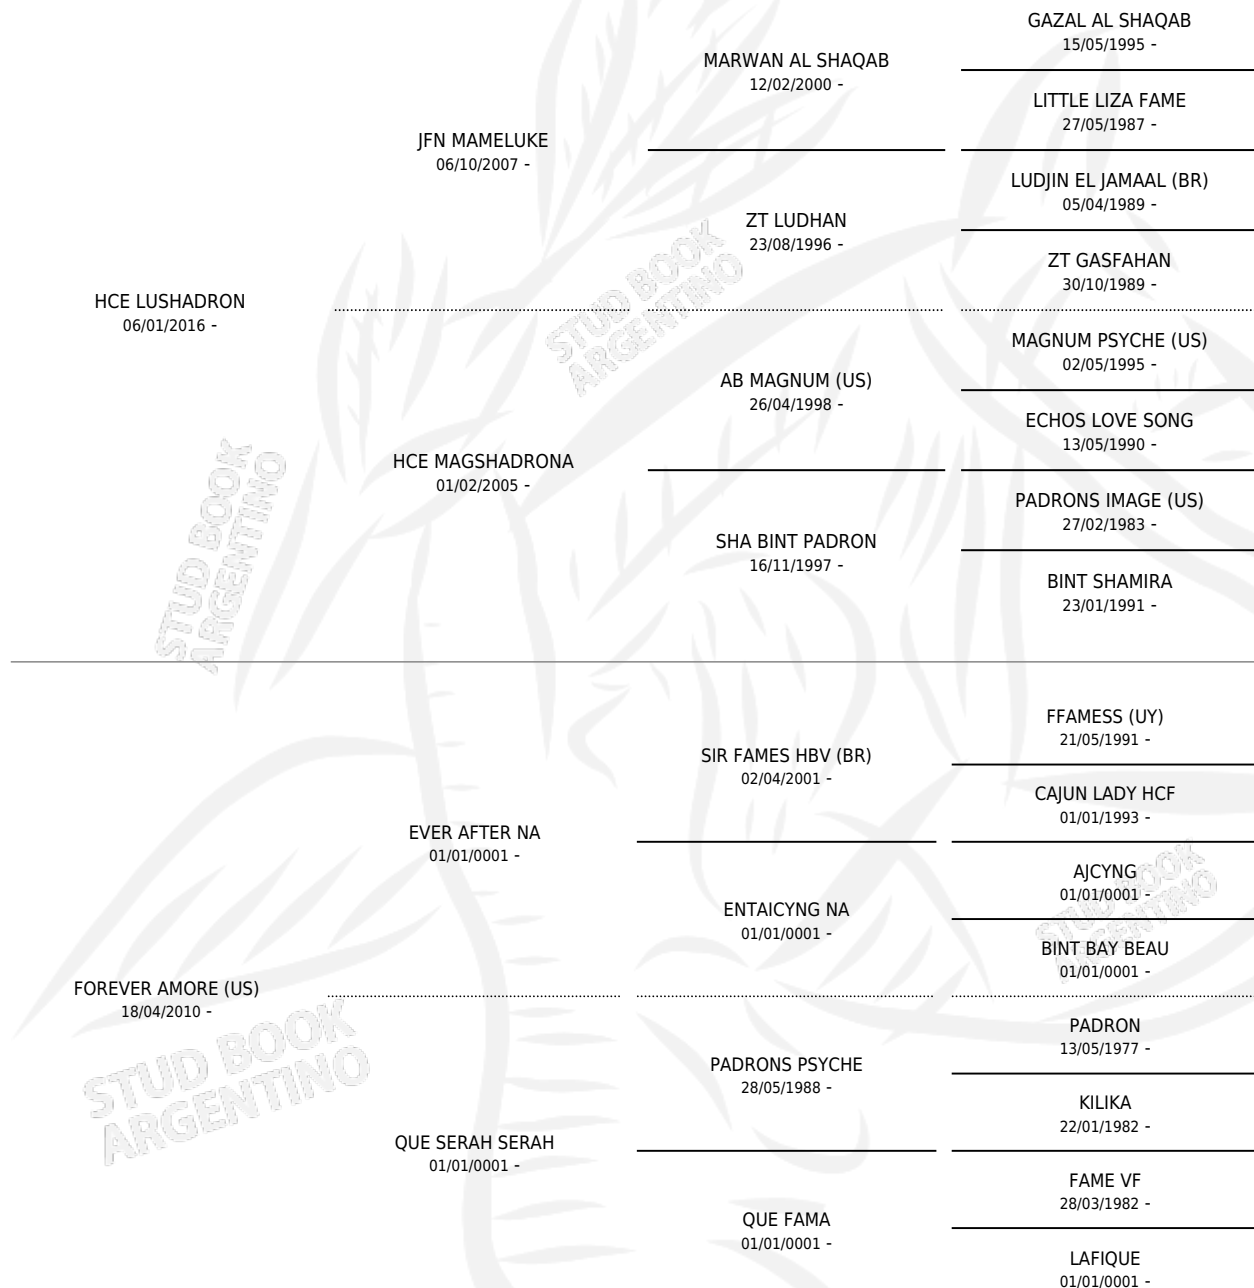 GAZAL AL SHAQAB
15/05/1995 -
MARWAN AL SHAQAB
12/02/2000 -
LITTLE LIZA FAME
27/05/1987 -
JFN MAMELUKE
06/10/2007 -
LUDJIN EL JAMAAL (BR)
05/04/1989 -
ZT LUDHAN
23/08/1996 -
ZT GASFAHAN
30/10/1989 -
HCE LUSHADRON
06/01/2016 -
MAGNUM PSYCHE (US)
02/05/1995 -
AB MAGNUM (US)
26/04/1998 -
ECHOS LOVE SONG
13/05/1990 -
HCE MAGSHADRONA
01/02/2005 -
PADRONS IMAGE (US)
27/02/1983 -
SHA BINT PADRON
16/11/1997 -
BINT SHAMIRA
23/01/1991 -
FFAMESS (UY)
21/05/1991 -
SIR FAMES HBV (BR)
02/04/2001 -
CAJUN LADY HCF
01/01/1993 -
EVER AFTER NA
01/01/0001 -
AJCYNG
01/01/0001 -
ENTAICYNG NA
01/01/0001 -
BINT BAY BEAU
01/01/0001 -
FOREVER AMORE (US)
18/04/2010 -
PADRON
13/05/1977 -
PADRONS PSYCHE
28/05/1988 -
KILIKA
22/01/1982 -
QUE SERAH SERAH
01/01/0001 -
FAME VF
28/03/1982 -
QUE FAMA
01/01/0001 -
LAFIQUE
01/01/0001 -
STUD BOOK
ARGENTINO
STUD BOOK
ARGENTINO
STUD BOOK
ARGENTINO
STUD BOOK
ARGENTINO